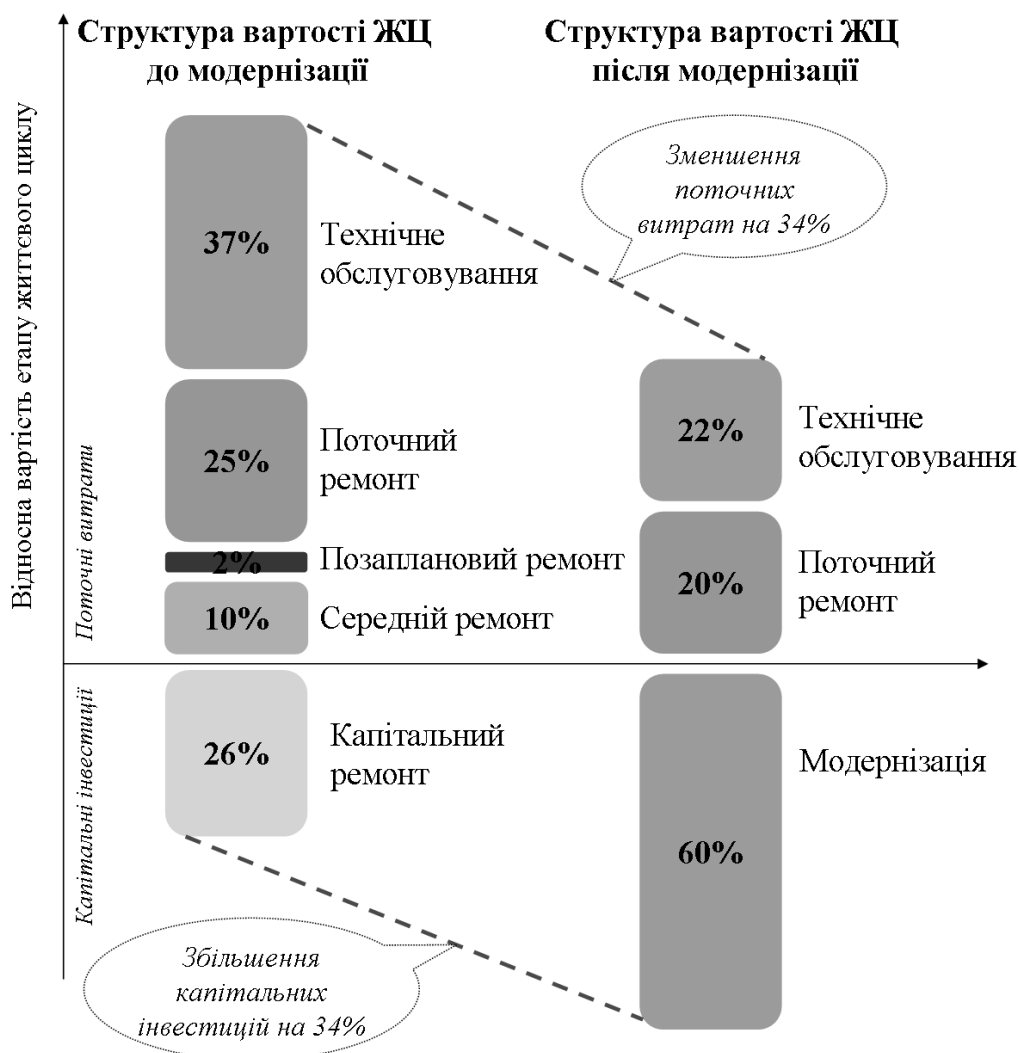 Структура вартості ЖЦ
до модернізації
Структура вартості ЖЦ
після модернізації
Відносна вартість етапу життєвого циклу
Поточні витрати
Капітальні інвестиції
37%
Технічне
обслуговування
25%
Поточний
ремонт
2%
Позаплановий ремонт
10%
Середній ремонт
26%
Капітальний
ремонт
Зменшення
поточних
витрат на 34%
22%
Технічне
обслуговування
20%
Поточний
ремонт
60%
Модернізація
Збільшення
капітальних
інвестицій на 34%